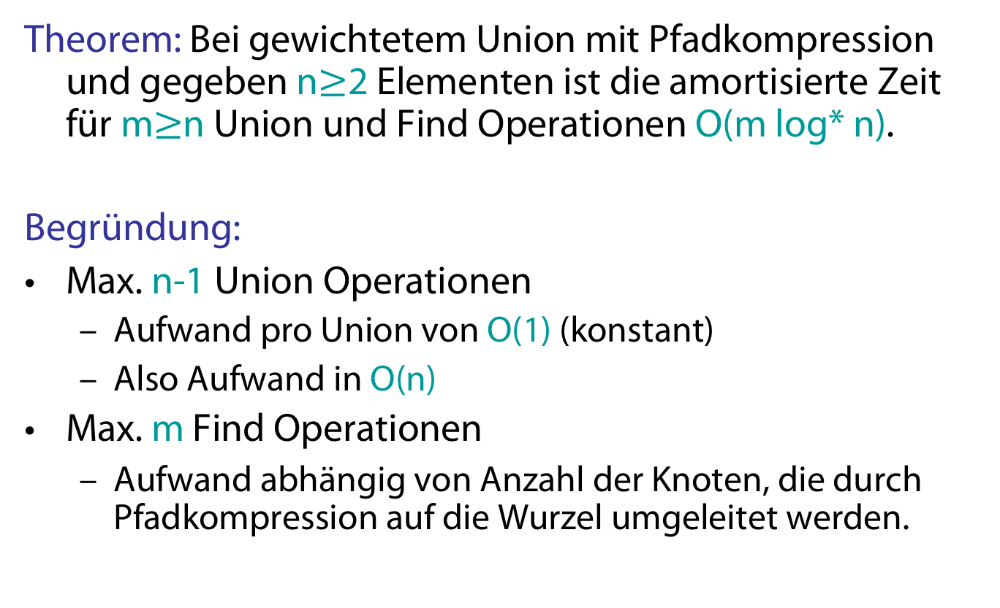 Theorem: Bei gewichtetem Union mit Pfadkompression
und gegeben n≥2 Elementen ist die amortisierte Zeit
für m≥n Union und Find Operationen O(m log* n).
Begründung:
• Max. n-1 Union Operationen
– Aufwand pro Union von O(1) (konstant)
– Also Aufwand in O(n)
• Max. m Find Operationen
– Aufwand abhängig von Anzahl der Knoten, die durch
Pfadkompression auf die Wurzel umgeleitet werden.